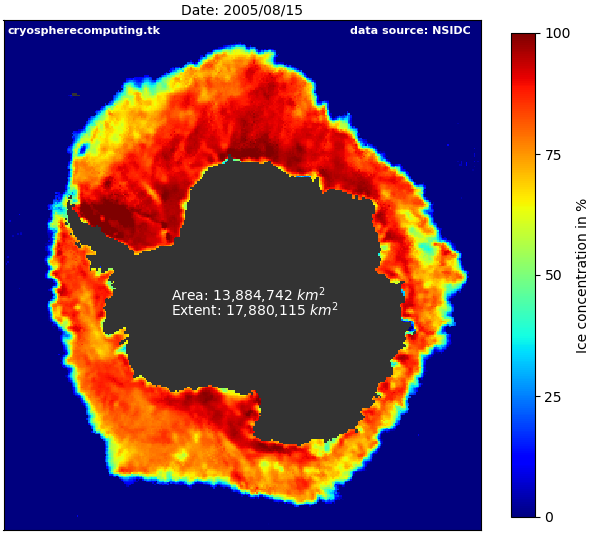 Date: 2005/08/15
cryospherecomputing.tk
data source: NSIDC
100
75
50
25
0
Ice concentration in %
Area: 13,884,742 km²
Extent: 17,880,115 km²